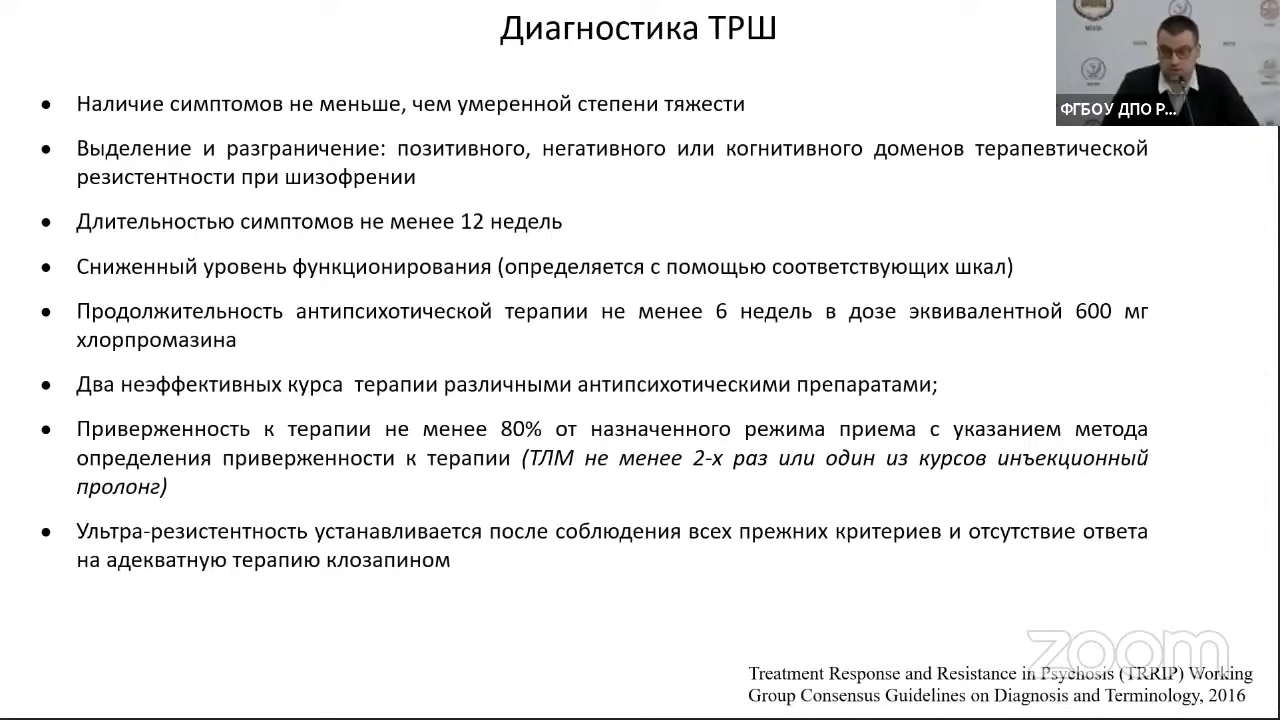 Диагностика ТРШ
ФГБОУ ДПО Р...
● Наличие симптомов не меньше, чем умеренной степени тяжести
● Выделение и разграничение: позитивного, негативного или когнитивного доменов терапевтической
резистентности при шизофрении
● Длительностью симптомов не менее 12 недель
● Сниженный уровень функционирования (определяется с помощью соответствующих шкал)
● Продолжительность антипсихотической терапии не менее 6 недель в дозе эквивалентной 600 мг
хлорпромазина
● Два неэффективных курса терапии различными антипсихотическими препаратами;
● Приверженность к терапии не менее 80% от назначенного режима приема с указанием метода
определения приверженности к терапии (ТЛМ не менее 2-х раз или один из курсов инъекционный
пролонг)
● Ультра-резистентность устанавливается после соблюдения всех прежних критериев и отсутствие ответа
на адекватную терапию клозапином
zoom
Treatment Response and Resistance in Psychosis (TRRIP) Working
Group Consensus Guidelines on Diagnosis and Terminology, 2016